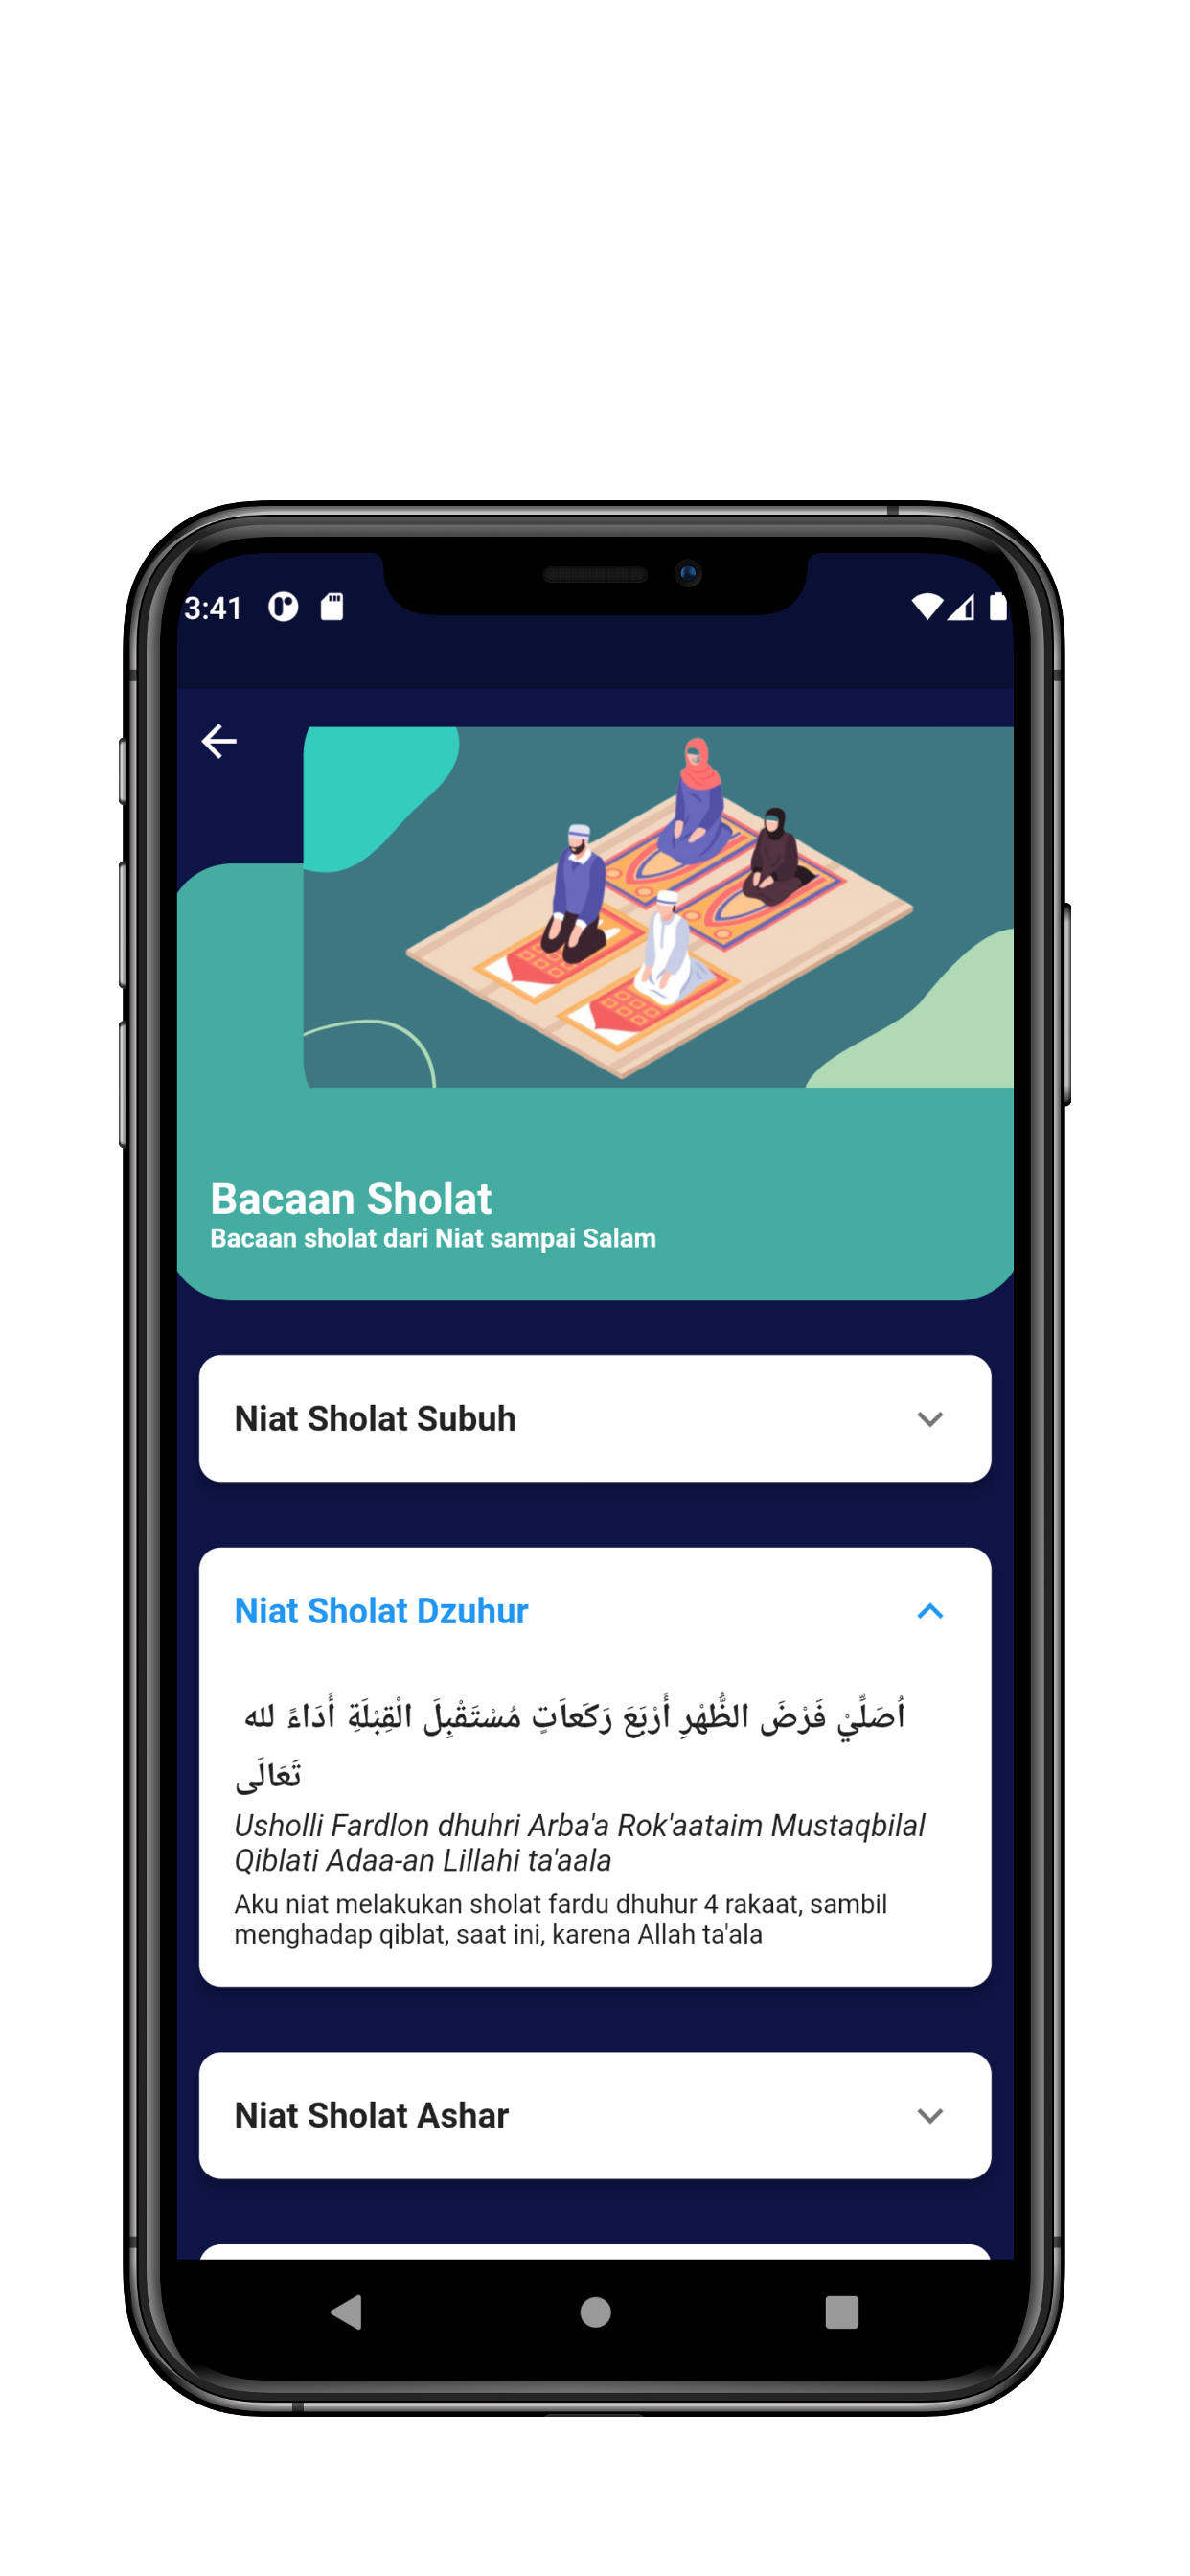 3:41
Bacaan Sholat
Bacaan sholat dari Niat sampai Salam
Niat Sholat Subuh
Niat Sholat Dzuhur
اُصَلِّيْ فَرْضَ الظُّهْرِ أَرْبَعَ رَكَعاَتٍ مُسْتَقْبِلَ الْقِبْلَةِ أَدَاءً لله
تَعَالَى
Usholli Fardlon dhuhri Arba'a Rok'aataim Mustaqbilal
Qiblati Adaa-an Lillahi ta'aala
Aku niat melakukan sholat fardu dhuhur 4 rakaat, sambil
menghadap qiblat, saat ini, karena Allah ta'ala
Niat Sholat Ashar